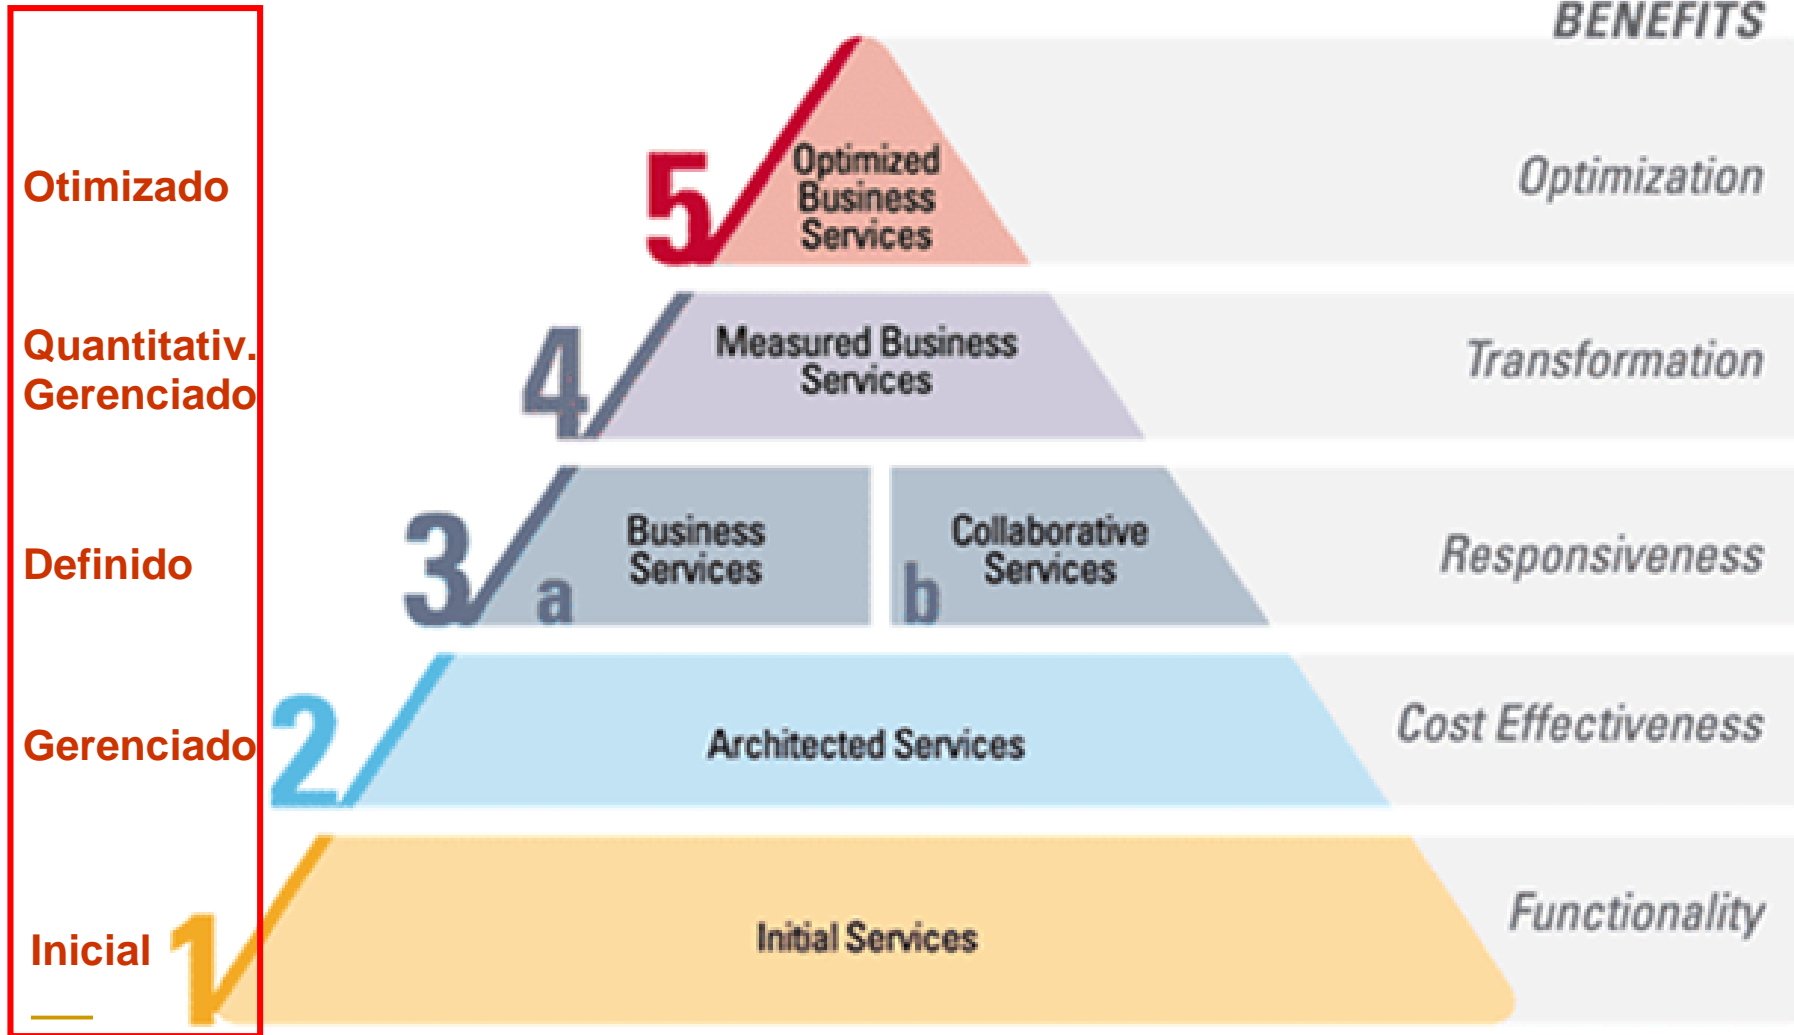 BENEFITS
Otimizado
5
Optimized
Business
Services
Optimization
Quantitativ.
Gerenciado
4
Measured Business
Services
Transformation
Definido
3
a
Business
Services
b
Collaborative
Services
Responsiveness
Gerenciado
2
Architected Services
Cost Effectiveness
Inicial
1
Initial Services
Functionality